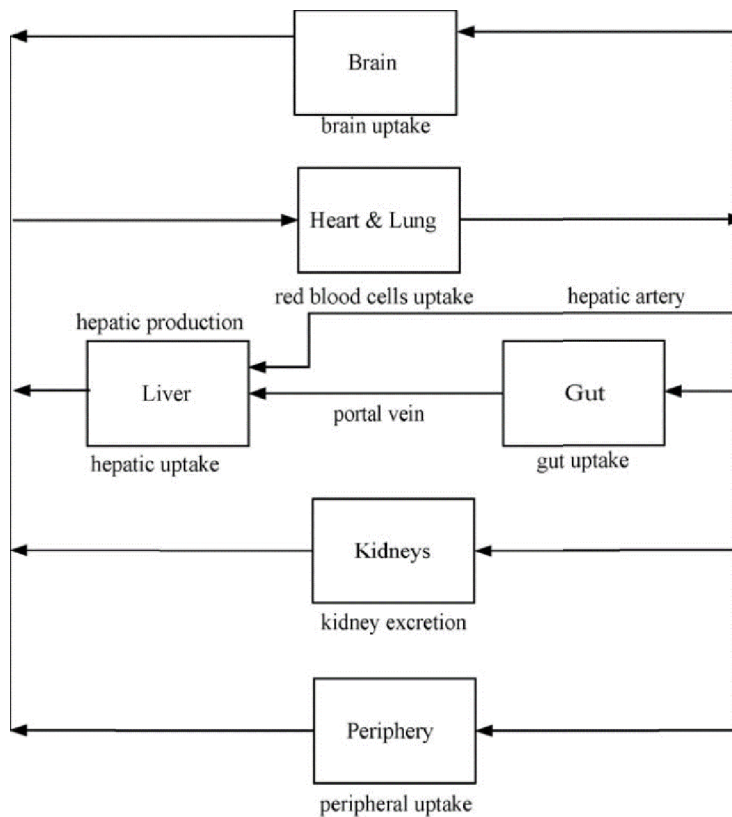 Brain
brain uptake
Heart & Lung
red blood cells uptake
hepatic artery
hepatic production
Liver
Gut
portal vein
hepatic uptake
gut uptake
Kidneys
kidney excretion
Periphery
peripheral uptake